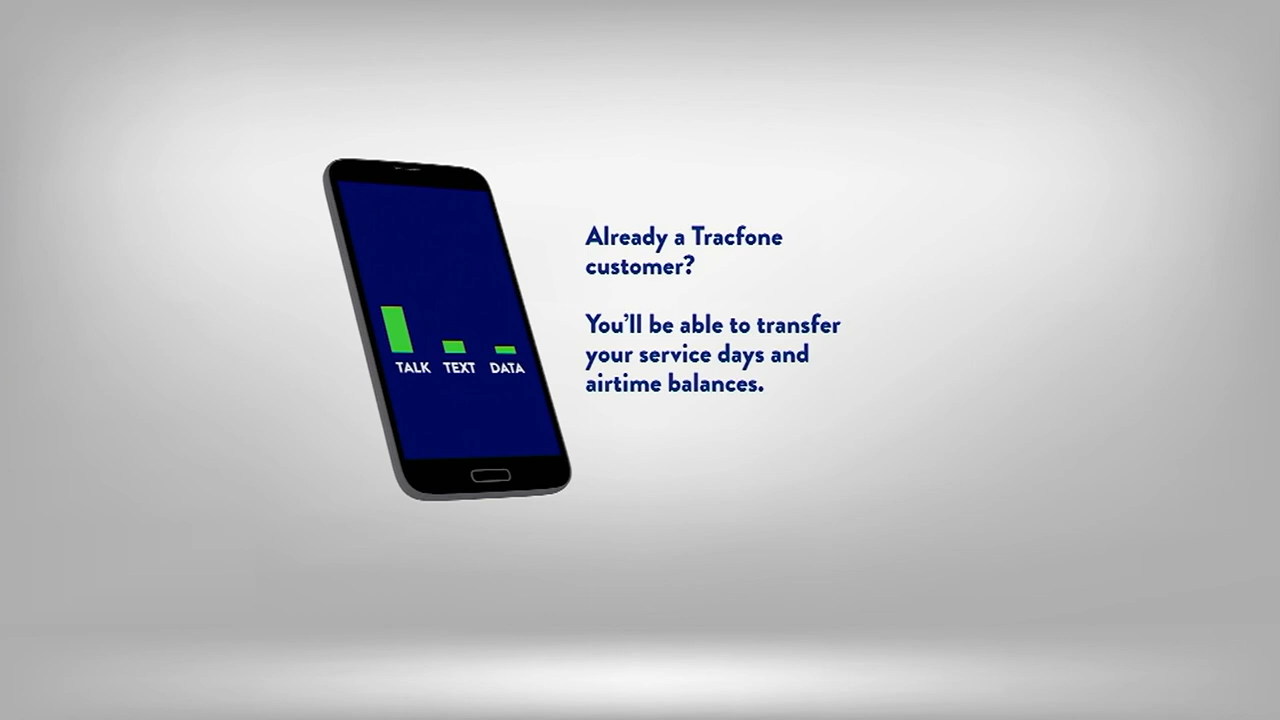 Already a Tracfone
customer?
You'll be able to transfer
your service days and
airtime balances.
TALK TEXT DATA